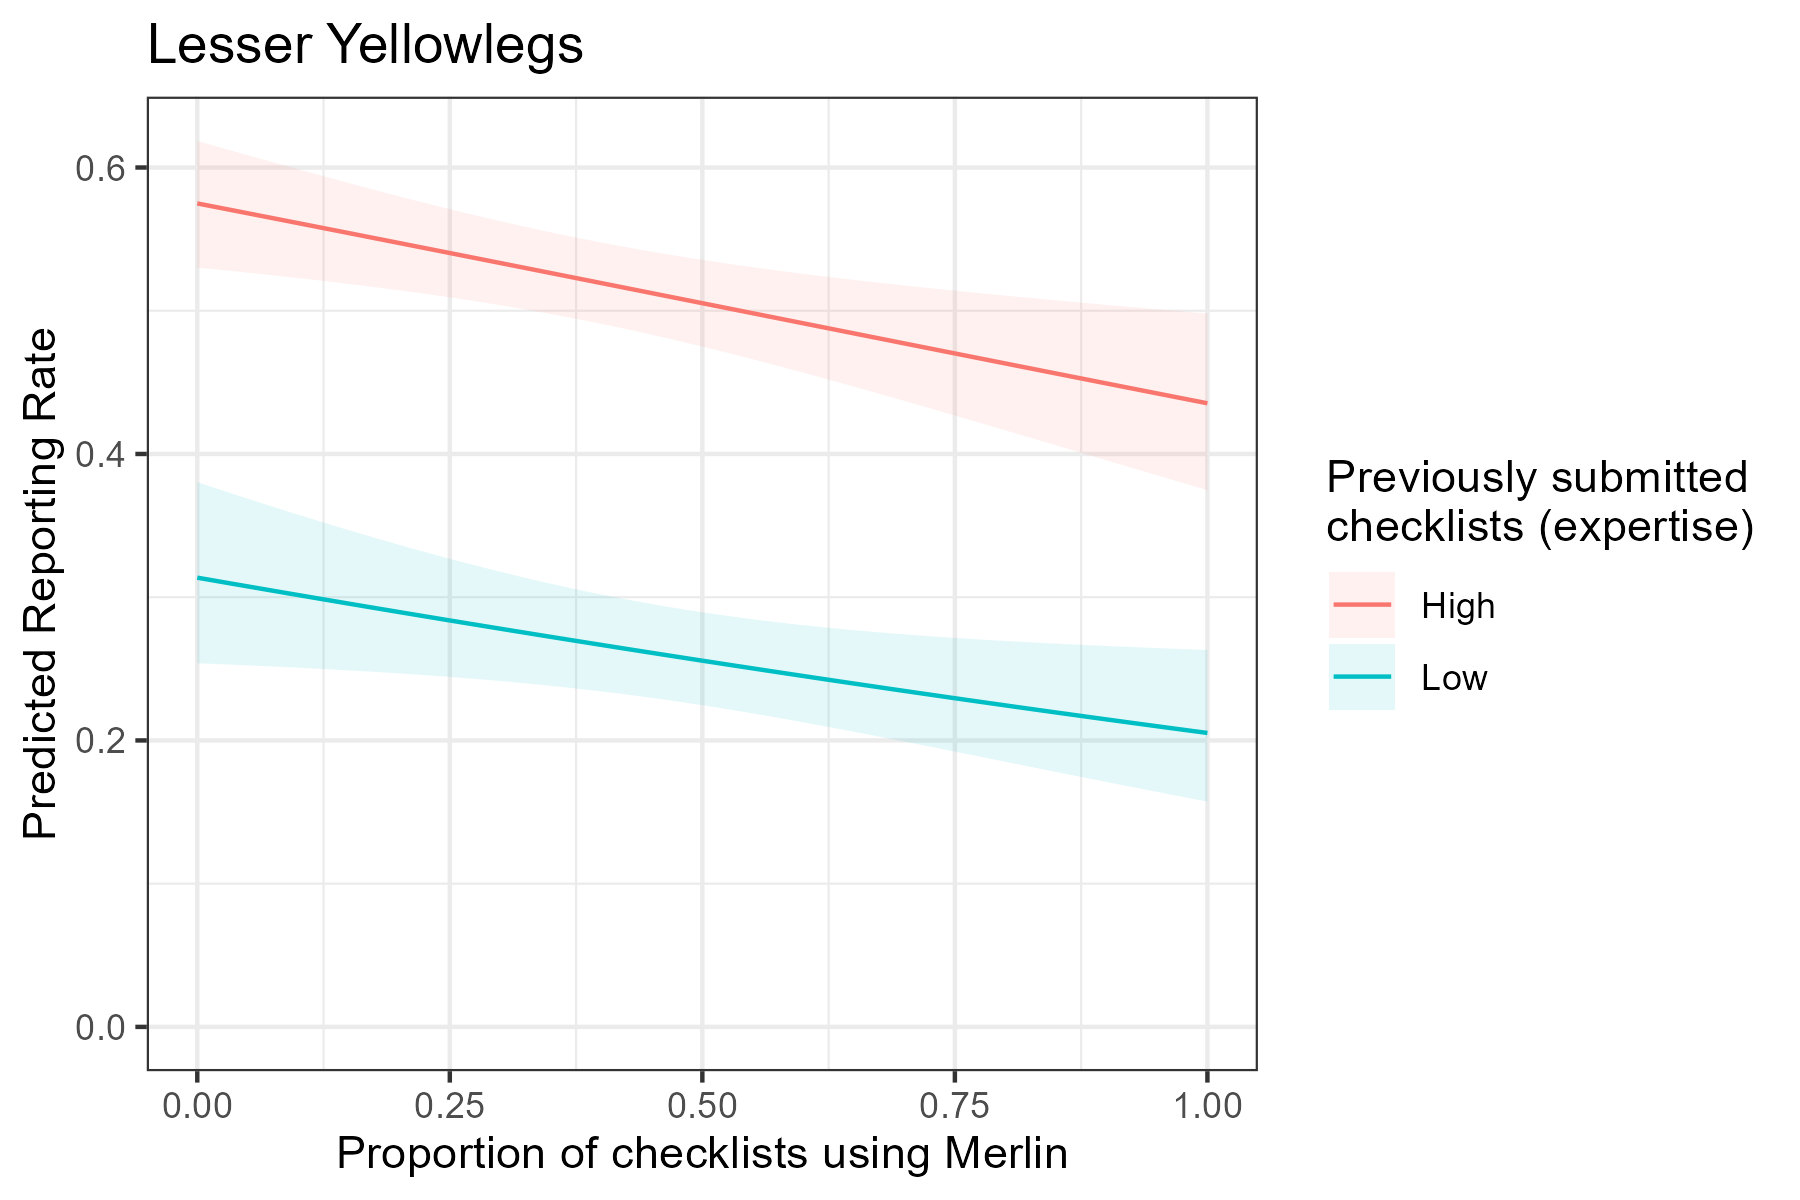 Lesser Yellowlegs
Predicted Reporting Rate
0.6
0.4
0.2
0.0
0.00 0.25 0.50 0.75 1.00
Proportion of checklists using Merlin
Previously submitted
checklists (expertise)
High
Low